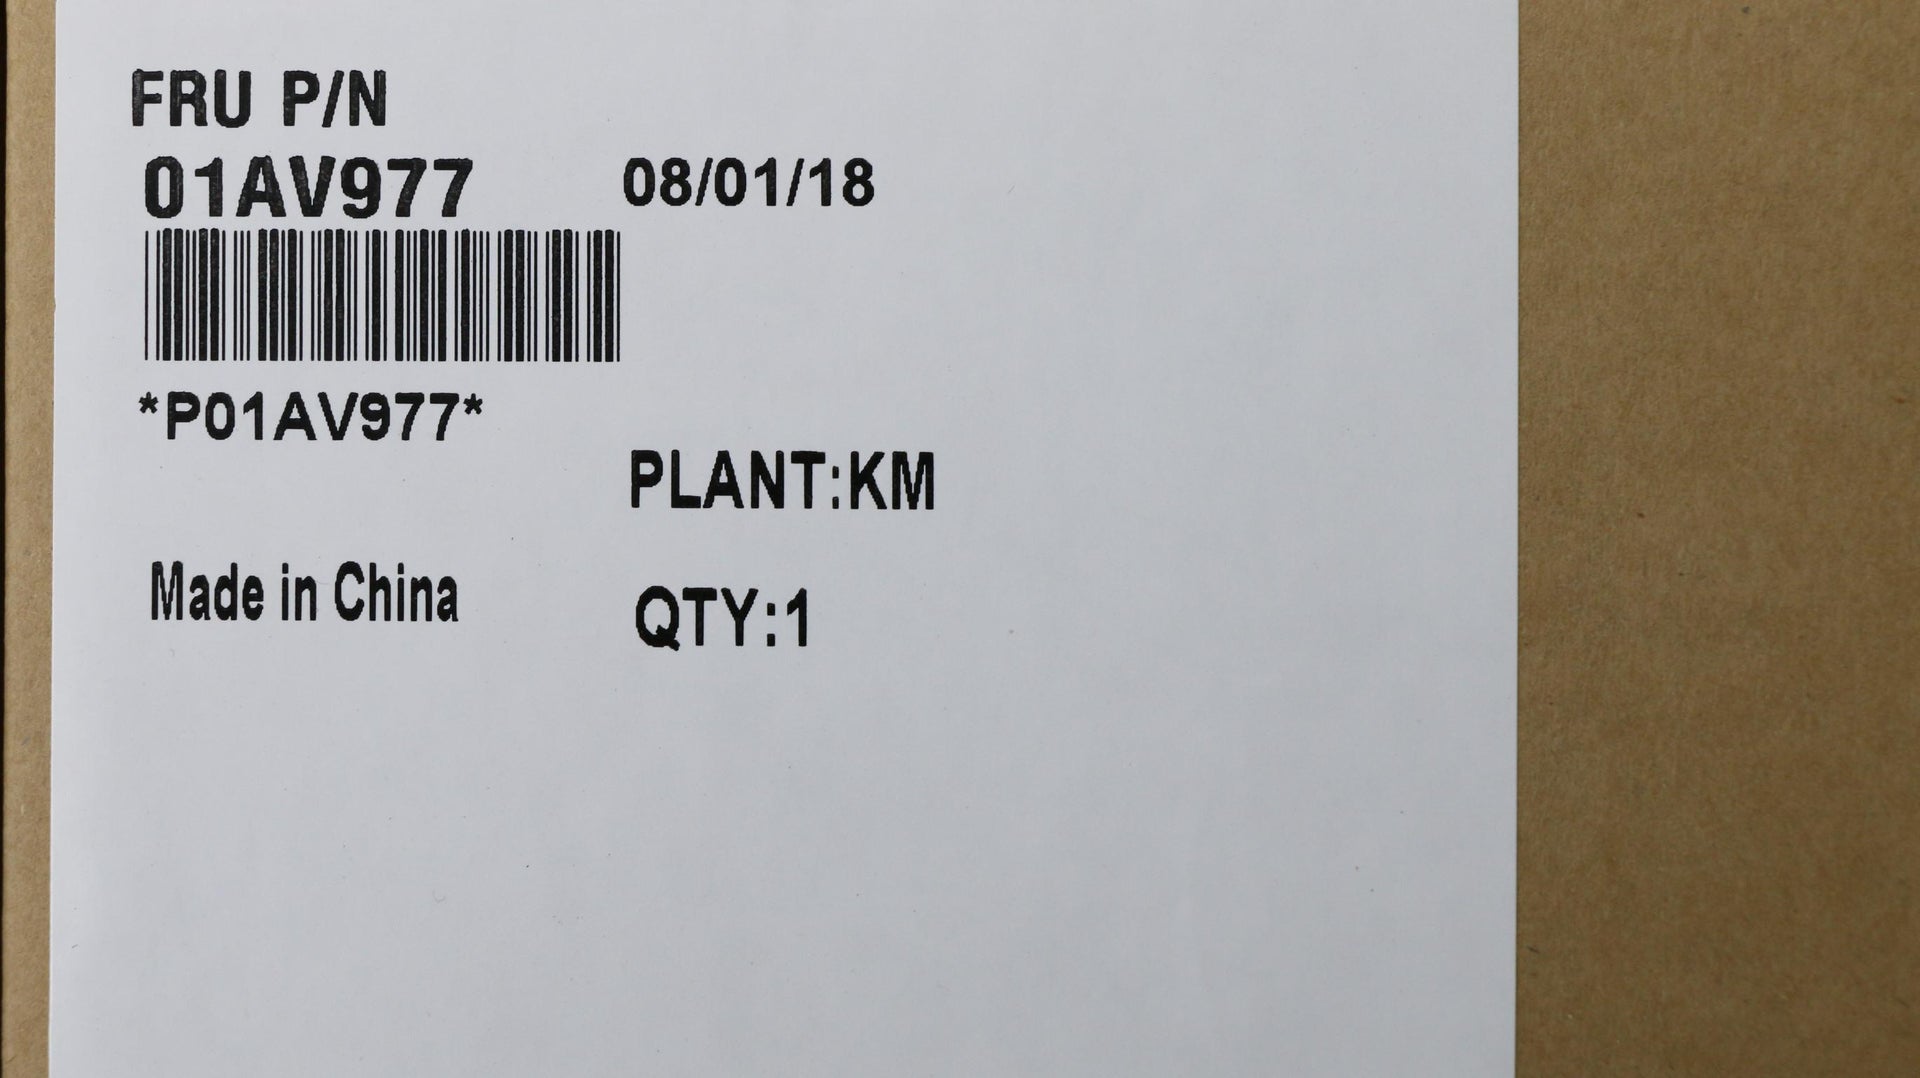 FRU P/N
01AV977 08/01/18
*P01AV977*
PLANT:KM
Made in China
QTY:1